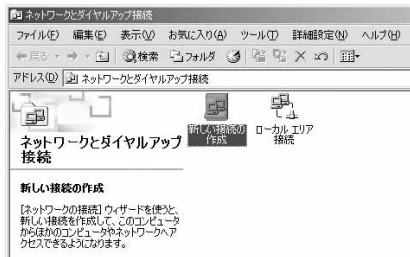 ネットワークとダイヤルアップ接続
ファイル(F) 編集(E) 表示(V) お気に入り(A) ツール(T) 詳細設定(N) ヘルプ(H)
戻る 検索 フォルダ
アドレス(D) ネットワークとダイヤルアップ接続
ネットワークとダイヤルアップ
接続
新しい接続の作成
[ネットワークの接続] ウィザードを使うと、
新しい接続を作成して、このコンピュータ
からほかのコンピュータやネットワークへア
クセスできるようになります。
新しい接続の
作成
ローカル エリア
接続